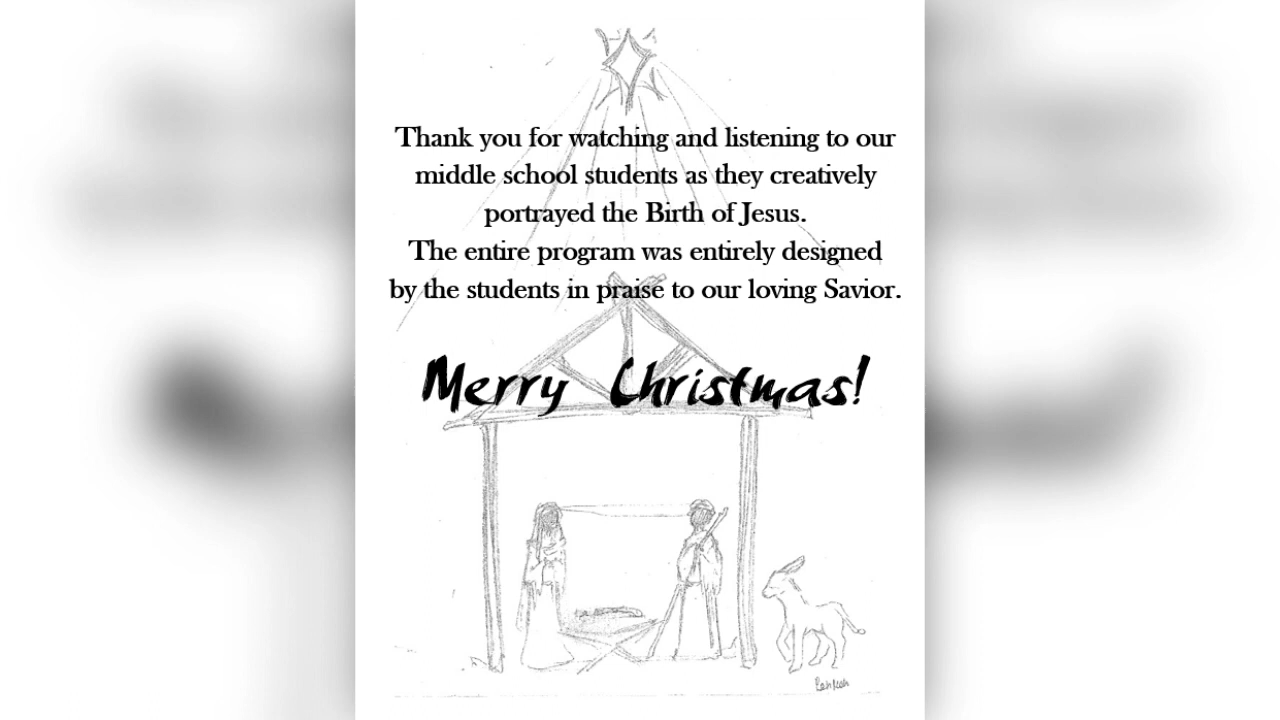 Thank you for watching and listening to our
middle school students as they creatively
portrayed the Birth of Jesus.
The entire program was entirely designed
by the students in praise to our loving Savior.
Merry Christmas!